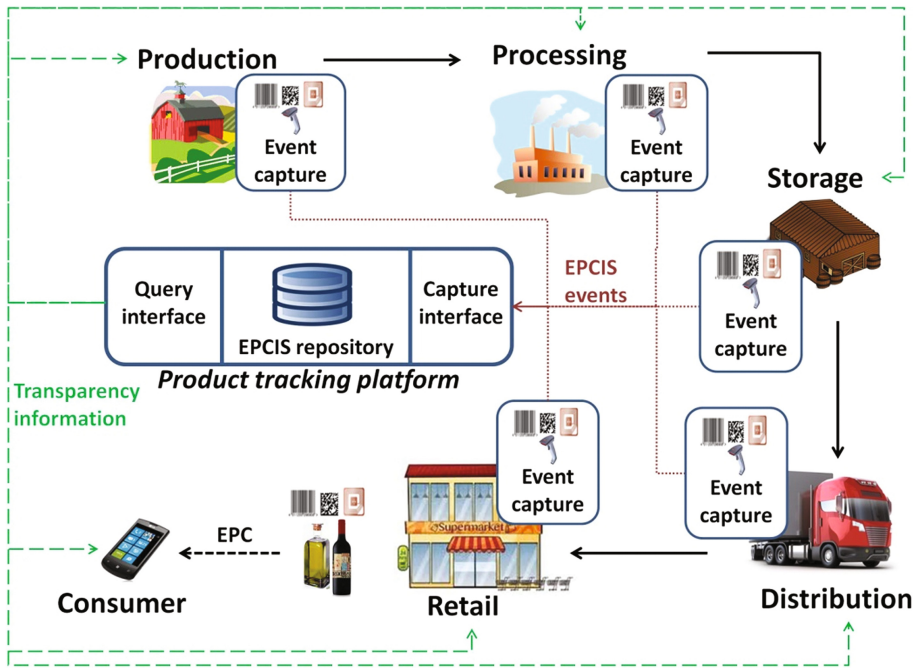 Production
Processing
Event
capture
Event
capture
Storage
Query
interface
EPCIS repository
Capture
interface
EPCIS
events
Event
capture
Product tracking platform
Transparency
information
Event
capture
Event
capture
Supermarket
EPC
Consumer
Retail
Distribution